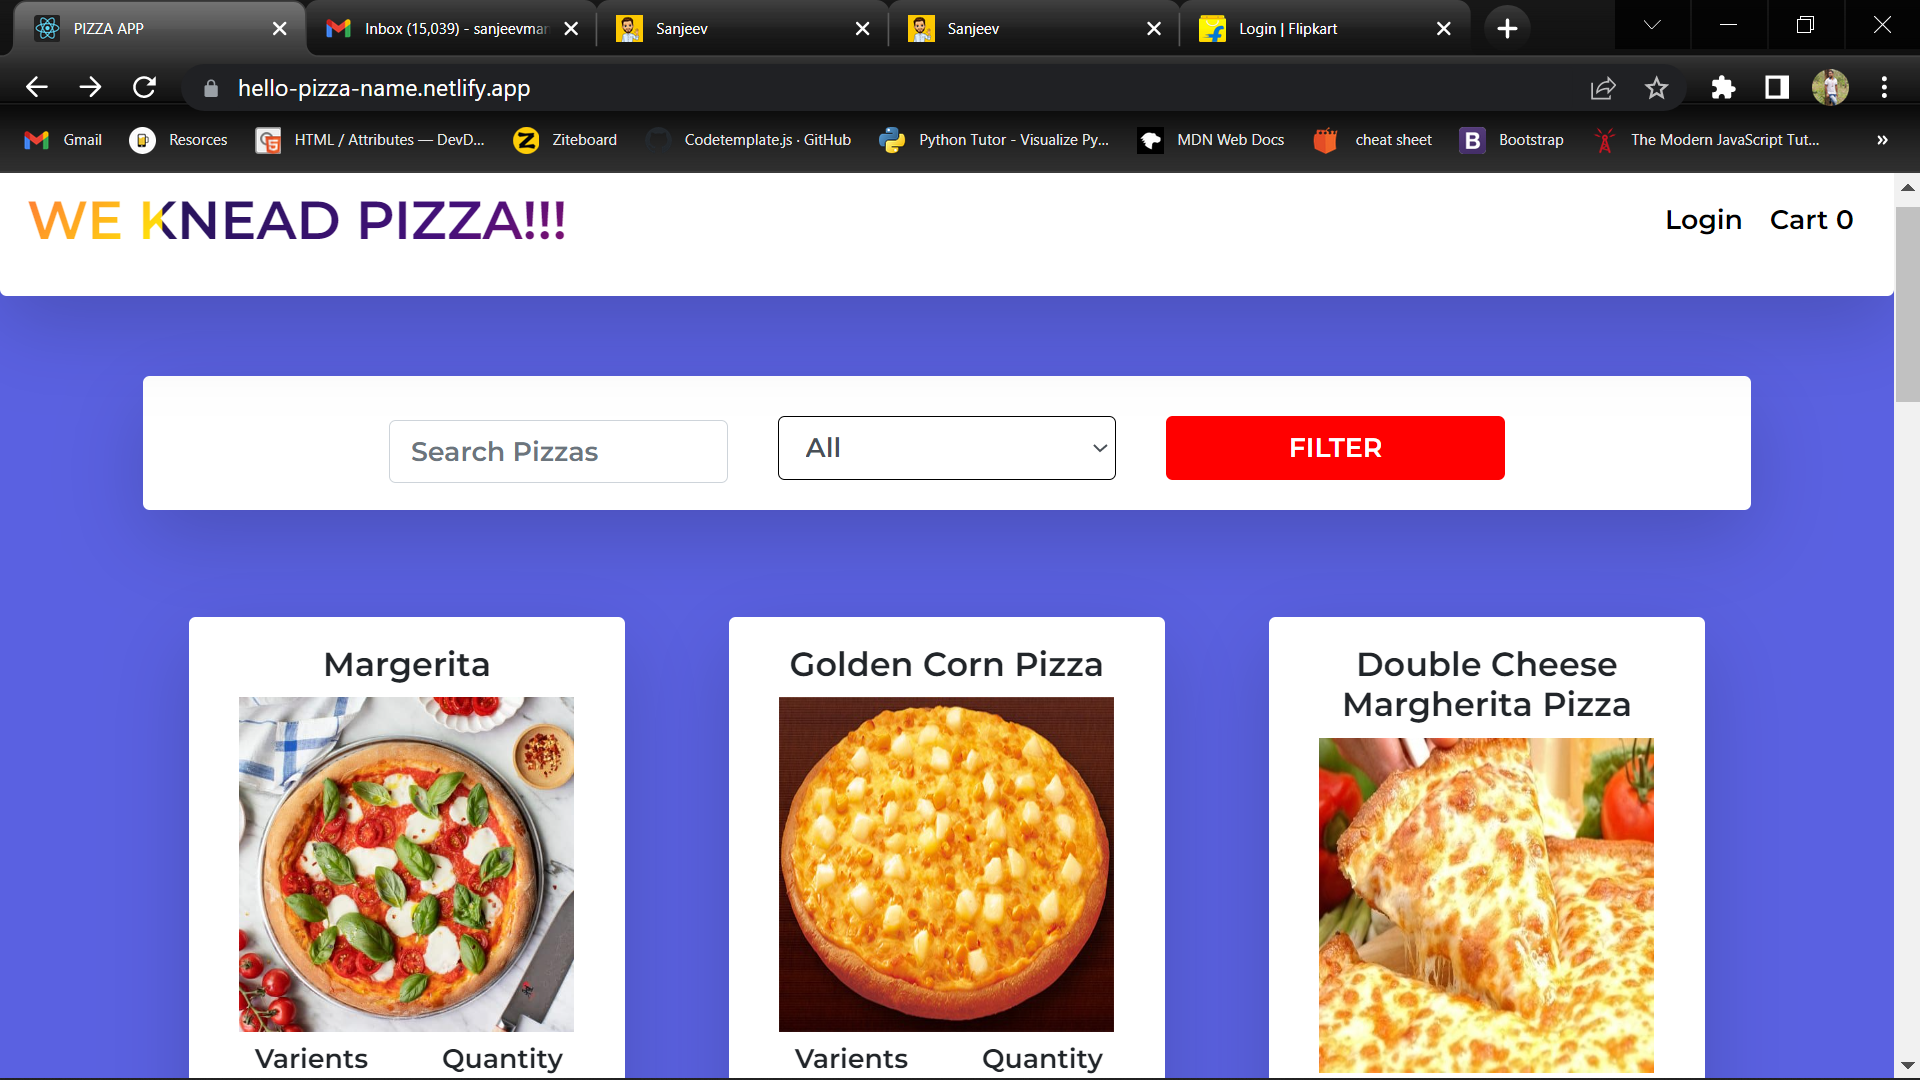 PIZZA APP
Inbox (15,039) - sanjeevmar
Sanjeev
Sanjeev
Login | Flipkart
hello-pizza-name.netlify.app
Gmail
Resorces
HTML / Attributes — DevD...
Ziteboard
Codetemplate.js · GitHub
Python Tutor - Visualize Py...
MDN Web Docs
cheat sheet
B Bootstrap
The Modern JavaScript Tut...
»
WE KNEAD PIZZA!!!
Login Cart 0
Search Pizzas
All
FILTER
Margerita
Golden Corn Pizza
Double Cheese
Margherita Pizza
Varients Quantity
Varients Quantity